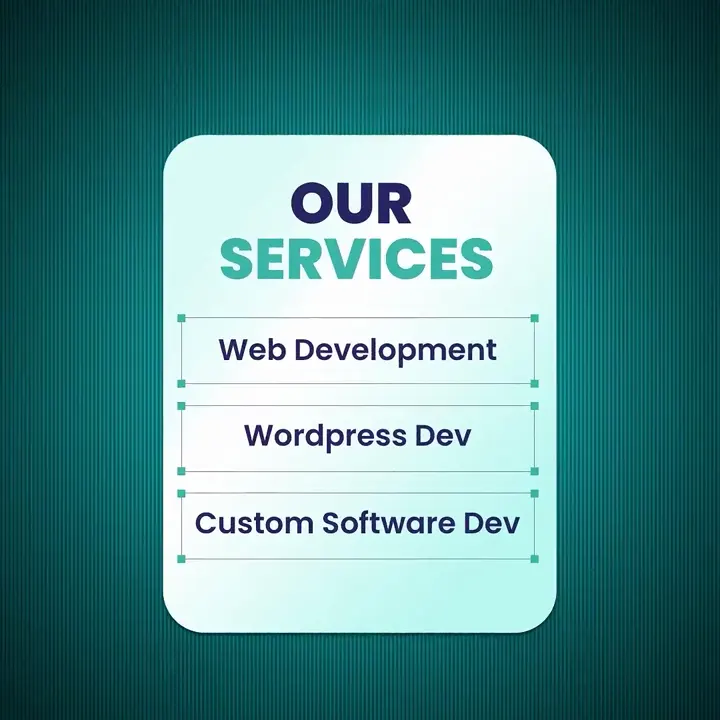 OUR
SERVICES
Web Development
Wordpress Dev
Custom Software Dev